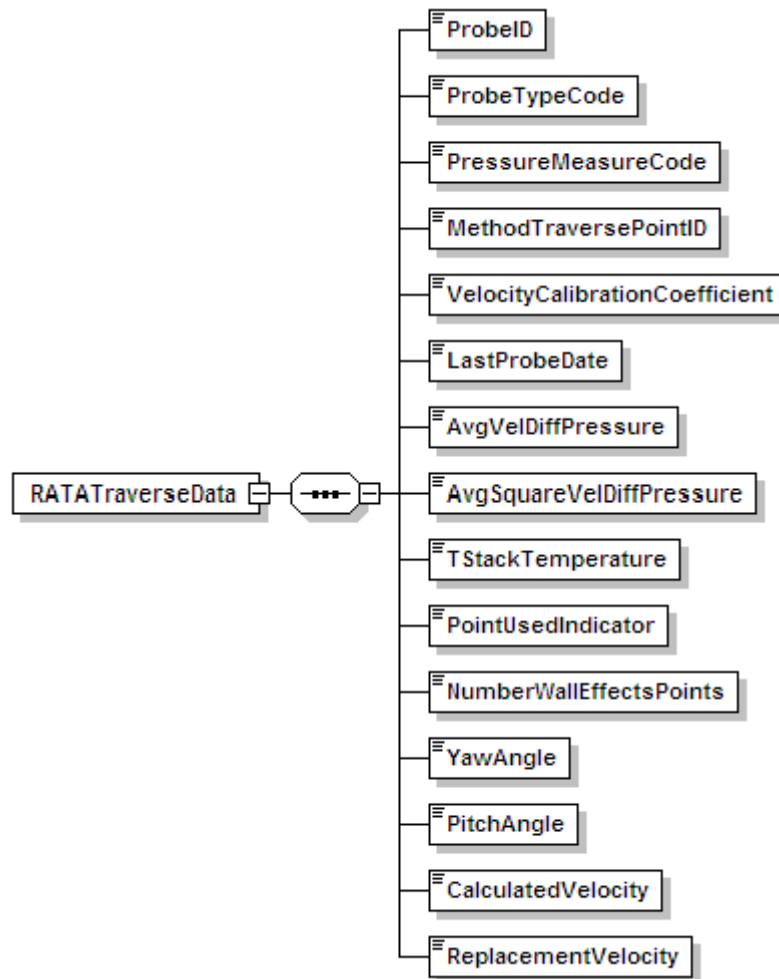 ProbeID
ProbeTypeCode
PressureMeasureCode
MethodTraversePointID
VelocityCalibrationCoefficient
LastProbeDate
AvgVelDiffPressure
RATATraverseData
AvgSquareVelDiffPressure
TStackTemperature
PointUsedIndicator
NumberWallEffectsPoints
YawAngle
PitchAngle
CalculatedVelocity
ReplacementVelocity